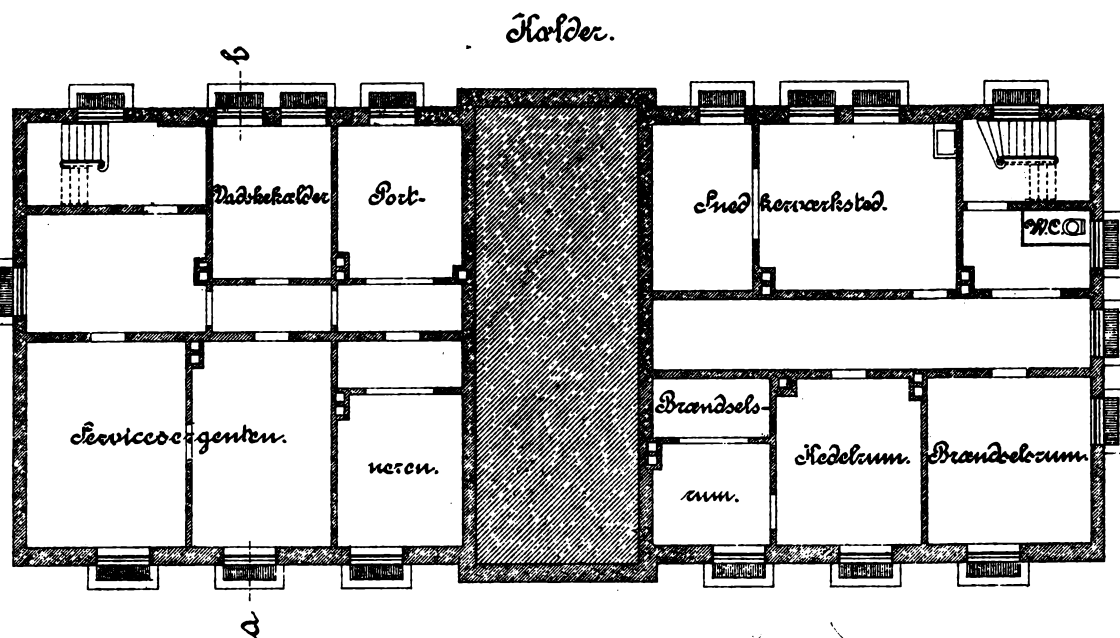 Kælder.
b
Vadskekælder
Port-
Snedkerværksted.
W.C.
Servicesergenten.
neren.
Brændsels-
rum.
Kedelrum.
Brændselsrum.
a